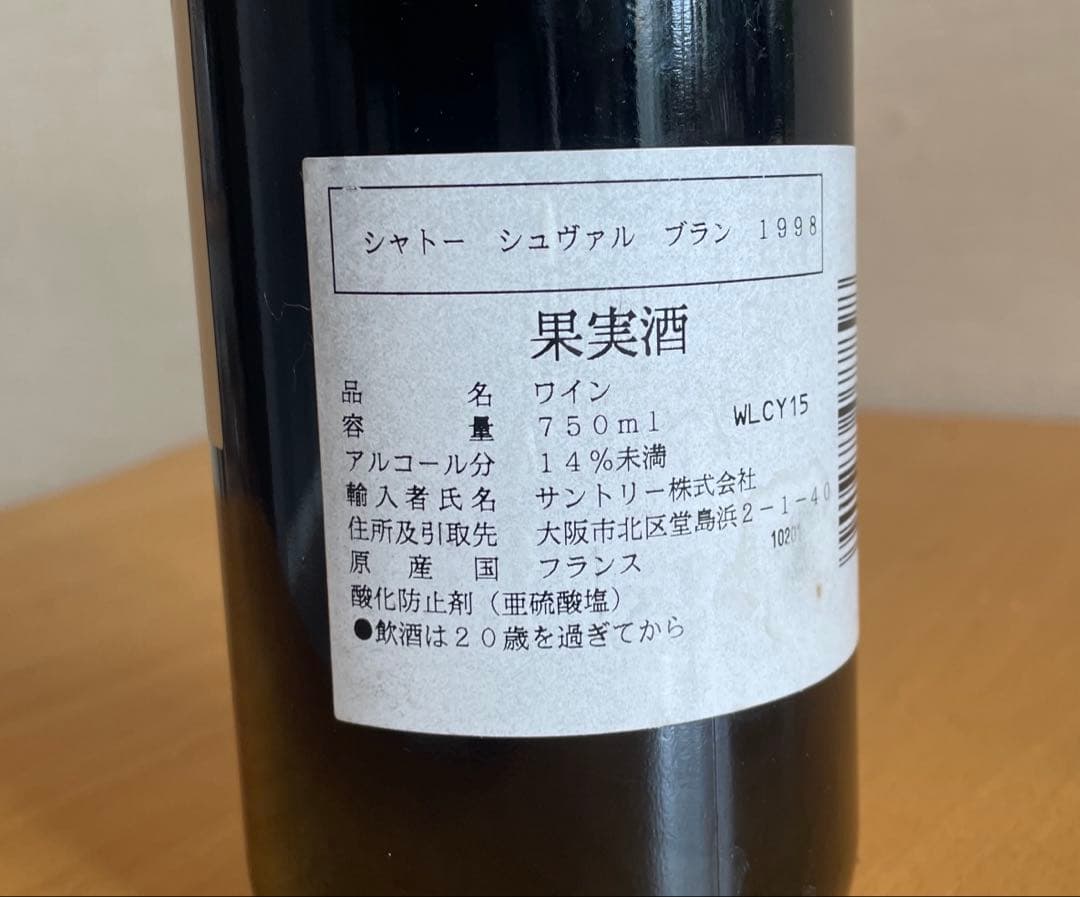 シャトー シュヴァル ブラン 1998
果実酒
品名 ワイン
容量 750ml WLCY15
アルコール分 14%未満
輸入者氏名 サントリー株式会社
住所及引取先 大阪市北区堂島浜2-1-40
原産国 フランス
酸化防止剤(亜硫酸塩)
●飲酒は20歳を過ぎてから